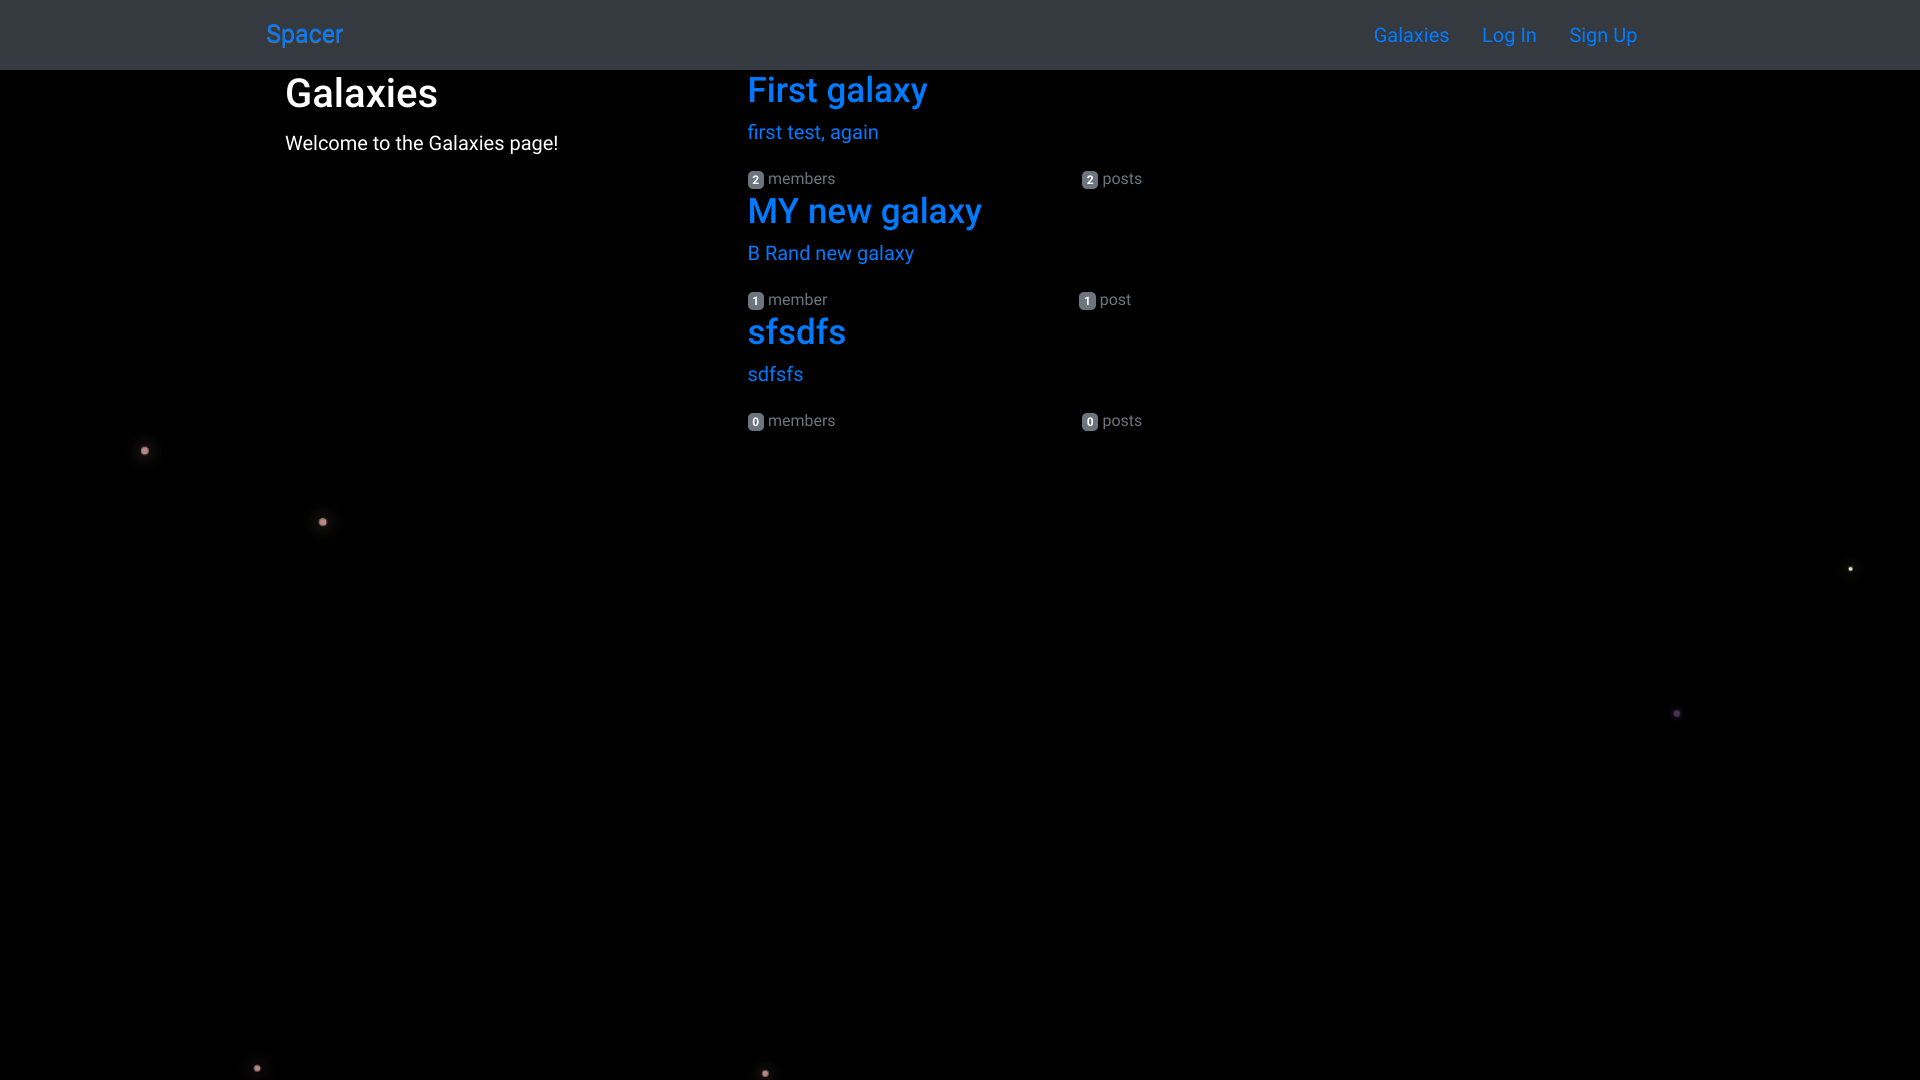 Spacer
Galaxies Log In Sign Up
Galaxies
Welcome to the Galaxies page!
First galaxy
first test, again
2 members 2 posts
MY new galaxy
B Rand new galaxy
1 member 1 post
sfsdfs
sdfsfs
0 members 0 posts